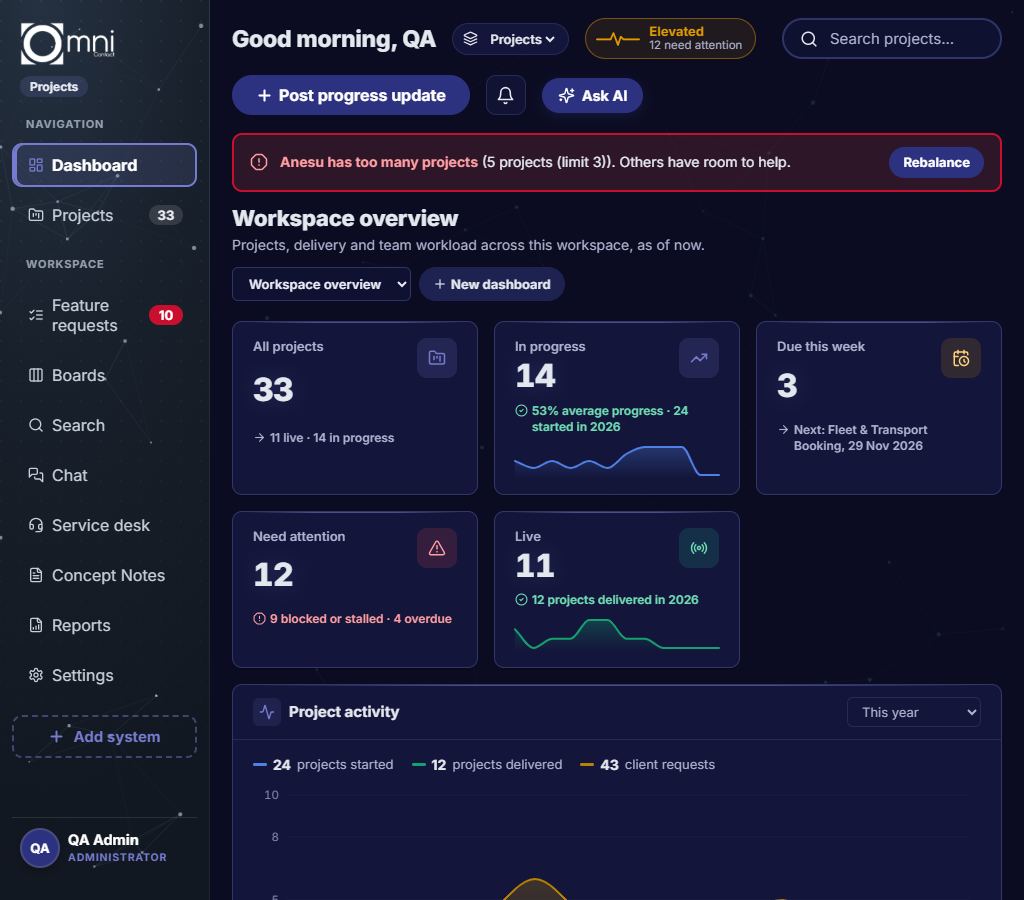 Omni
Contact
Projects
NAVIGATION
Dashboard
Projects 33
WORKSPACE
Feature
requests
10
Boards
Search
Chat
Service desk
Concept Notes
Reports
Settings
+ Add system
QA
QA Admin
ADMINISTRATOR
Good morning, QA
Projects
Elevated
12 need attention
Search projects...
+ Post progress update
Ask AI
Anesu has too many projects (5 projects (limit 3)). Others have room to help.
Rebalance
Workspace overview
Projects, delivery and team workload across this workspace, as of now.
Workspace overview
+ New dashboard
All projects
33
→ 11 live · 14 in progress
In progress
14
53% average progress · 24
started in 2026
Due this week
3
→ Next: Fleet & Transport
Booking, 29 Nov 2026
Need attention
12
9 blocked or stalled · 4 overdue
Live
11
12 projects delivered in 2026
Project activity
This year
24 projects started
12 projects delivered
43 client requests
10
8